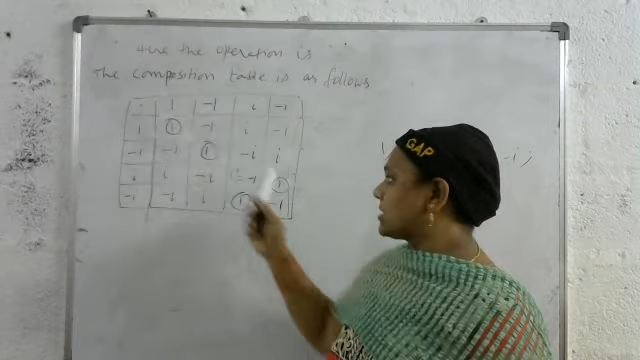 Here the operation is " . "
The composition table is as follows
. 1 -1 i -i
1 1 -1 i -i
-1 -1 1 -i i
i i -i i²=-1 1
-i -i i 1 -1
GAP